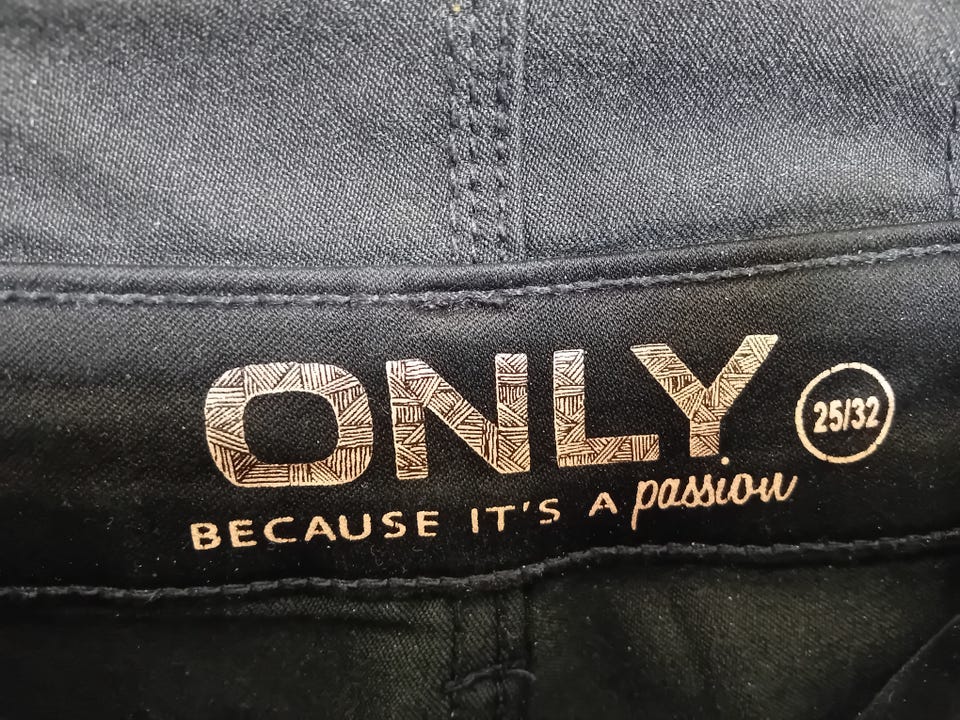 ONLY
25/32
BECAUSE IT'S A passion